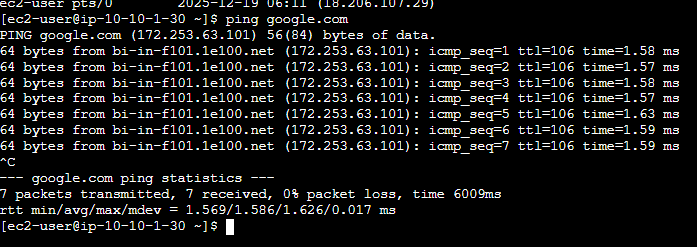 ec2-user pts/0        2025-12-19 06:11 (18.206.107.29)
[ec2-user@ip-10-10-1-30 ~]$ ping google.com
PING google.com (172.253.63.101) 56(84) bytes of data.
64 bytes from bi-in-f101.1e100.net (172.253.63.101): icmp_seq=1 ttl=106 time=1.58 ms
64 bytes from bi-in-f101.1e100.net (172.253.63.101): icmp_seq=2 ttl=106 time=1.57 ms
64 bytes from bi-in-f101.1e100.net (172.253.63.101): icmp_seq=3 ttl=106 time=1.58 ms
64 bytes from bi-in-f101.1e100.net (172.253.63.101): icmp_seq=4 ttl=106 time=1.57 ms
64 bytes from bi-in-f101.1e100.net (172.253.63.101): icmp_seq=5 ttl=106 time=1.63 ms
64 bytes from bi-in-f101.1e100.net (172.253.63.101): icmp_seq=6 ttl=106 time=1.59 ms
64 bytes from bi-in-f101.1e100.net (172.253.63.101): icmp_seq=7 ttl=106 time=1.59 ms
^C
--- google.com ping statistics ---
7 packets transmitted, 7 received, 0% packet loss, time 6009ms
rtt min/avg/max/mdev = 1.569/1.586/1.626/0.017 ms
[ec2-user@ip-10-10-1-30 ~]$